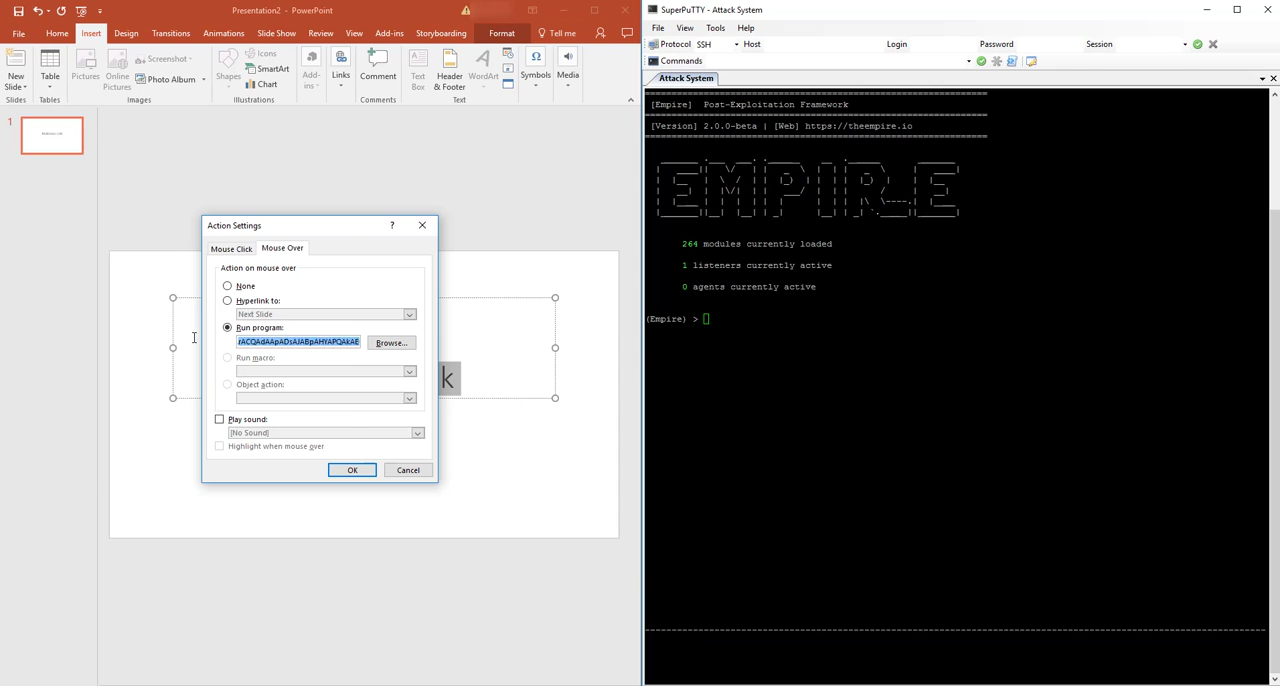 Presentation2 - PowerPoint
File Home Insert Design Transitions Animations Slide Show Review View Add-ins Storyboarding Format Tell me
New Slide
Table
Pictures
Online Pictures
Screenshot
Photo Album
Shapes
Icons
SmartArt
Chart
Add-ins
Links
Comment
Text Box
Header & Footer
WordArt
Symbols
Media
Slides Tables Images Illustrations Comments Text
1
k
Action Settings ? 
Mouse Click Mouse Over
Action on mouse over
None
Hyperlink to:
Next Slide
Run program:
rACQAdAApADsAJABpAHYAPQAkAE
Browse...
Run macro:
Object action:
Play sound:
[No Sound]
Highlight when mouse over
OK Cancel
SuperPuTTY - Attack System
File View Tools Help
Protocol SSH Host Login Password Session
Commands
Attack System
[Empire] Post-Exploitation Framework
[Version] 2.0.0-beta | [Web] https://theempire.io
EMPIRE
264 modules currently loaded
1 listeners currently active
0 agents currently active
(Empire) >